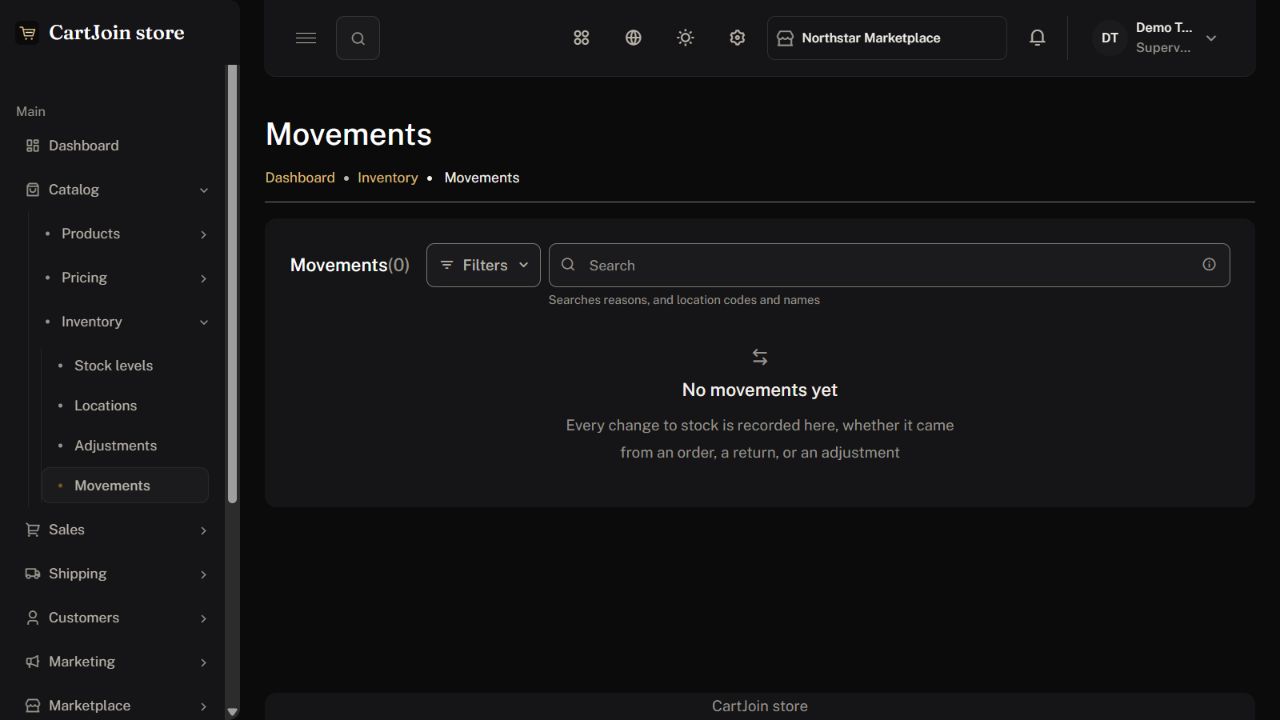 CartJoin store
Northstar Marketplace
DT
Demo T...
Superv...
Main
Dashboard
Catalog
Products
Pricing
Inventory
Stock levels
Locations
Adjustments
Movements
Sales
Shipping
Customers
Marketing
Marketplace
Movements
Dashboard • Inventory • Movements
Movements(0)
Filters
Search
Searches reasons, and location codes and names
No movements yet
Every change to stock is recorded here, whether it came
from an order, a return, or an adjustment
CartJoin store